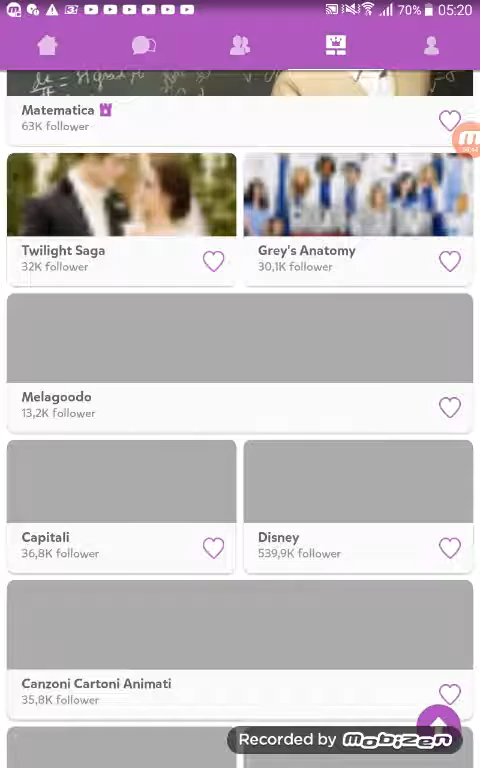 70% 05:20
Matematica
63K follower
Twilight Saga
32K follower
Grey's Anatomy
30,1K follower
Melagoodo
13,2K follower
Capitali
36,8K follower
Disney
539,9K follower
Canzoni Cartoni Animati
35,8K follower
Recorded by mobizen